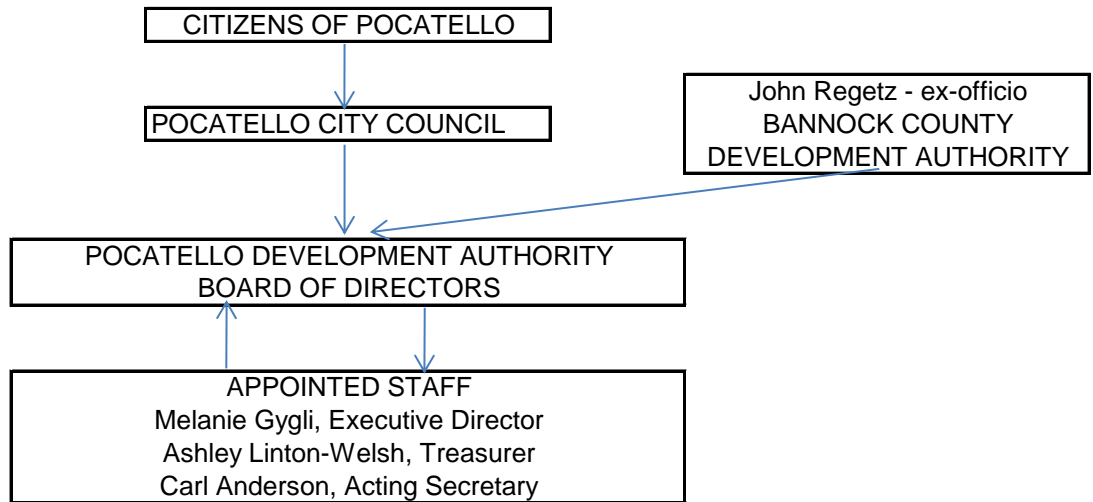 CITIZENS OF POCATELLO
POCATELLO CITY COUNCIL
John Regetz - ex-officio
BANNOCK COUNTY
DEVELOPMENT AUTHORITY
POCATELLO DEVELOPMENT AUTHORITY
BOARD OF DIRECTORS
APPOINTED STAFF
Melanie Gygli, Executive Director
Ashley Linton-Welsh, Treasurer
Carl Anderson, Acting Secretary